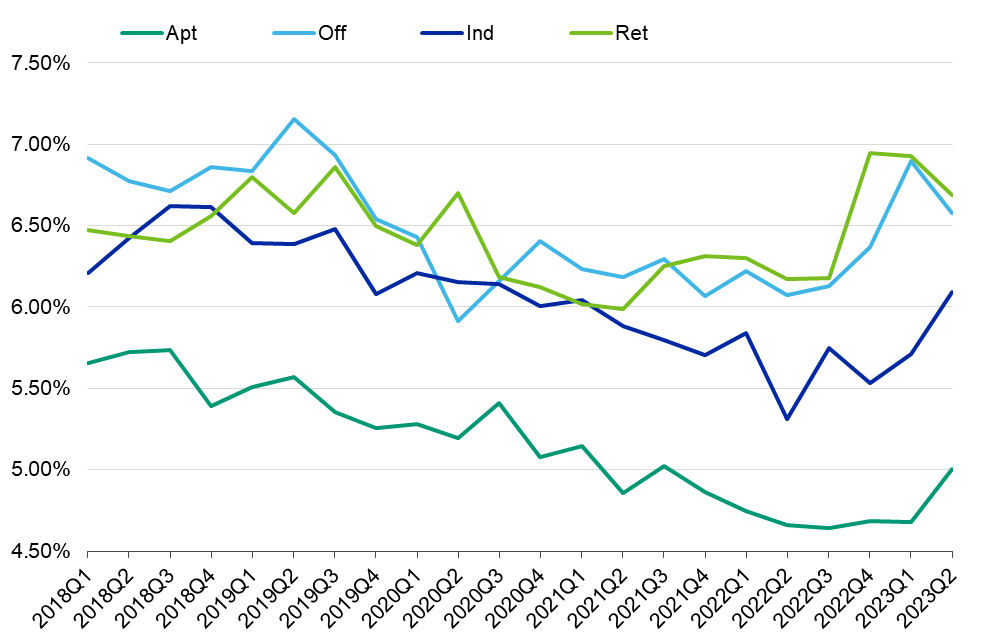 Apt Off Ind Ret
7.50%
7.00%
6.50%
6.00%
5.50%
5.00%
4.50%
2018Q1
2018Q2
2018Q3
2018Q4
2019Q1
2019Q2
2019Q3
2019Q4
2020Q1
2020Q2
2020Q3
2020Q4
2021Q1
2021Q2
2021Q3
2021Q4
2022Q1
2022Q2
2022Q3
2022Q4
2023Q1
2023Q2